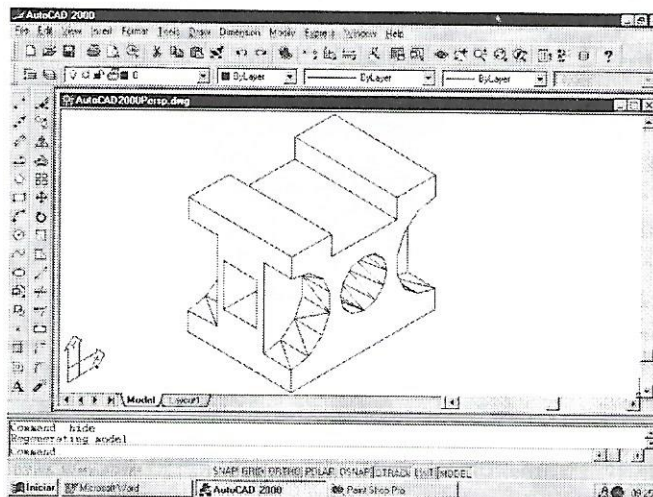 AutoCAD 2000
File Edit View Insert Format Tools Draw Dimension Modify Express Window Help
0 ByLayer ByLayer ByLayer
AutoCAD2000Persp.dwg
Model Layout1
Command hide
Regenerating model
Command
SNAP GRID ORTHO POLAR OSNAP OTRACK LWT MODEL
Iniciar Microsoft Word AutoCAD 2000 Paint Shop Pro